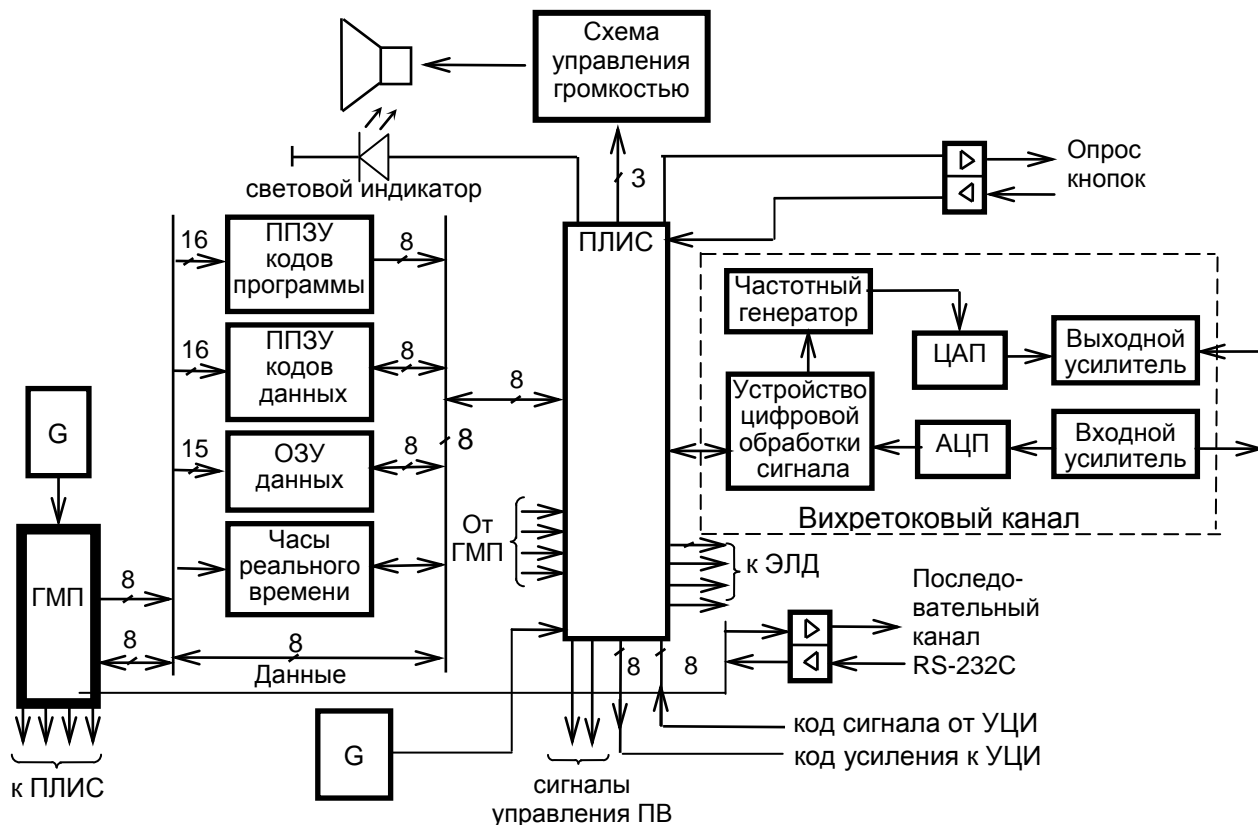 Схема
управления
громкостью
3
световой индикатор
Опрос
кнопок
ПЛИС
16
ППЗУ
кодов
программы
8
16
ППЗУ
кодов
данных
8
8
8
15
ОЗУ
данных
8
Часы
реального
времени
G
ГМП
8
8
8
Данные
к ПЛИС
От
ГМП
Частотный
генератор
ЦАП
Выходной
усилитель
Устройство
цифровой
обработки
сигнала
АЦП
Входной
усилитель
Вихретоковый канал
к ЭЛД
Последо-
вательный
канал
RS-232C
8
8
код сигнала от УЦИ
код усиления к УЦИ
G
сигналы
управления ПВ